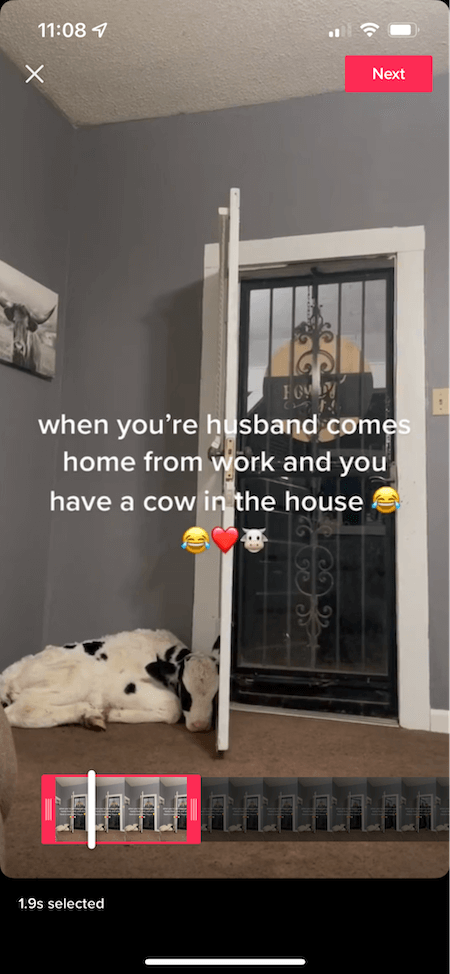 11:08
Next
when you're husband comes
home from work and you
have a cow in the house 😂
😂❤️🐮
1.9s selected